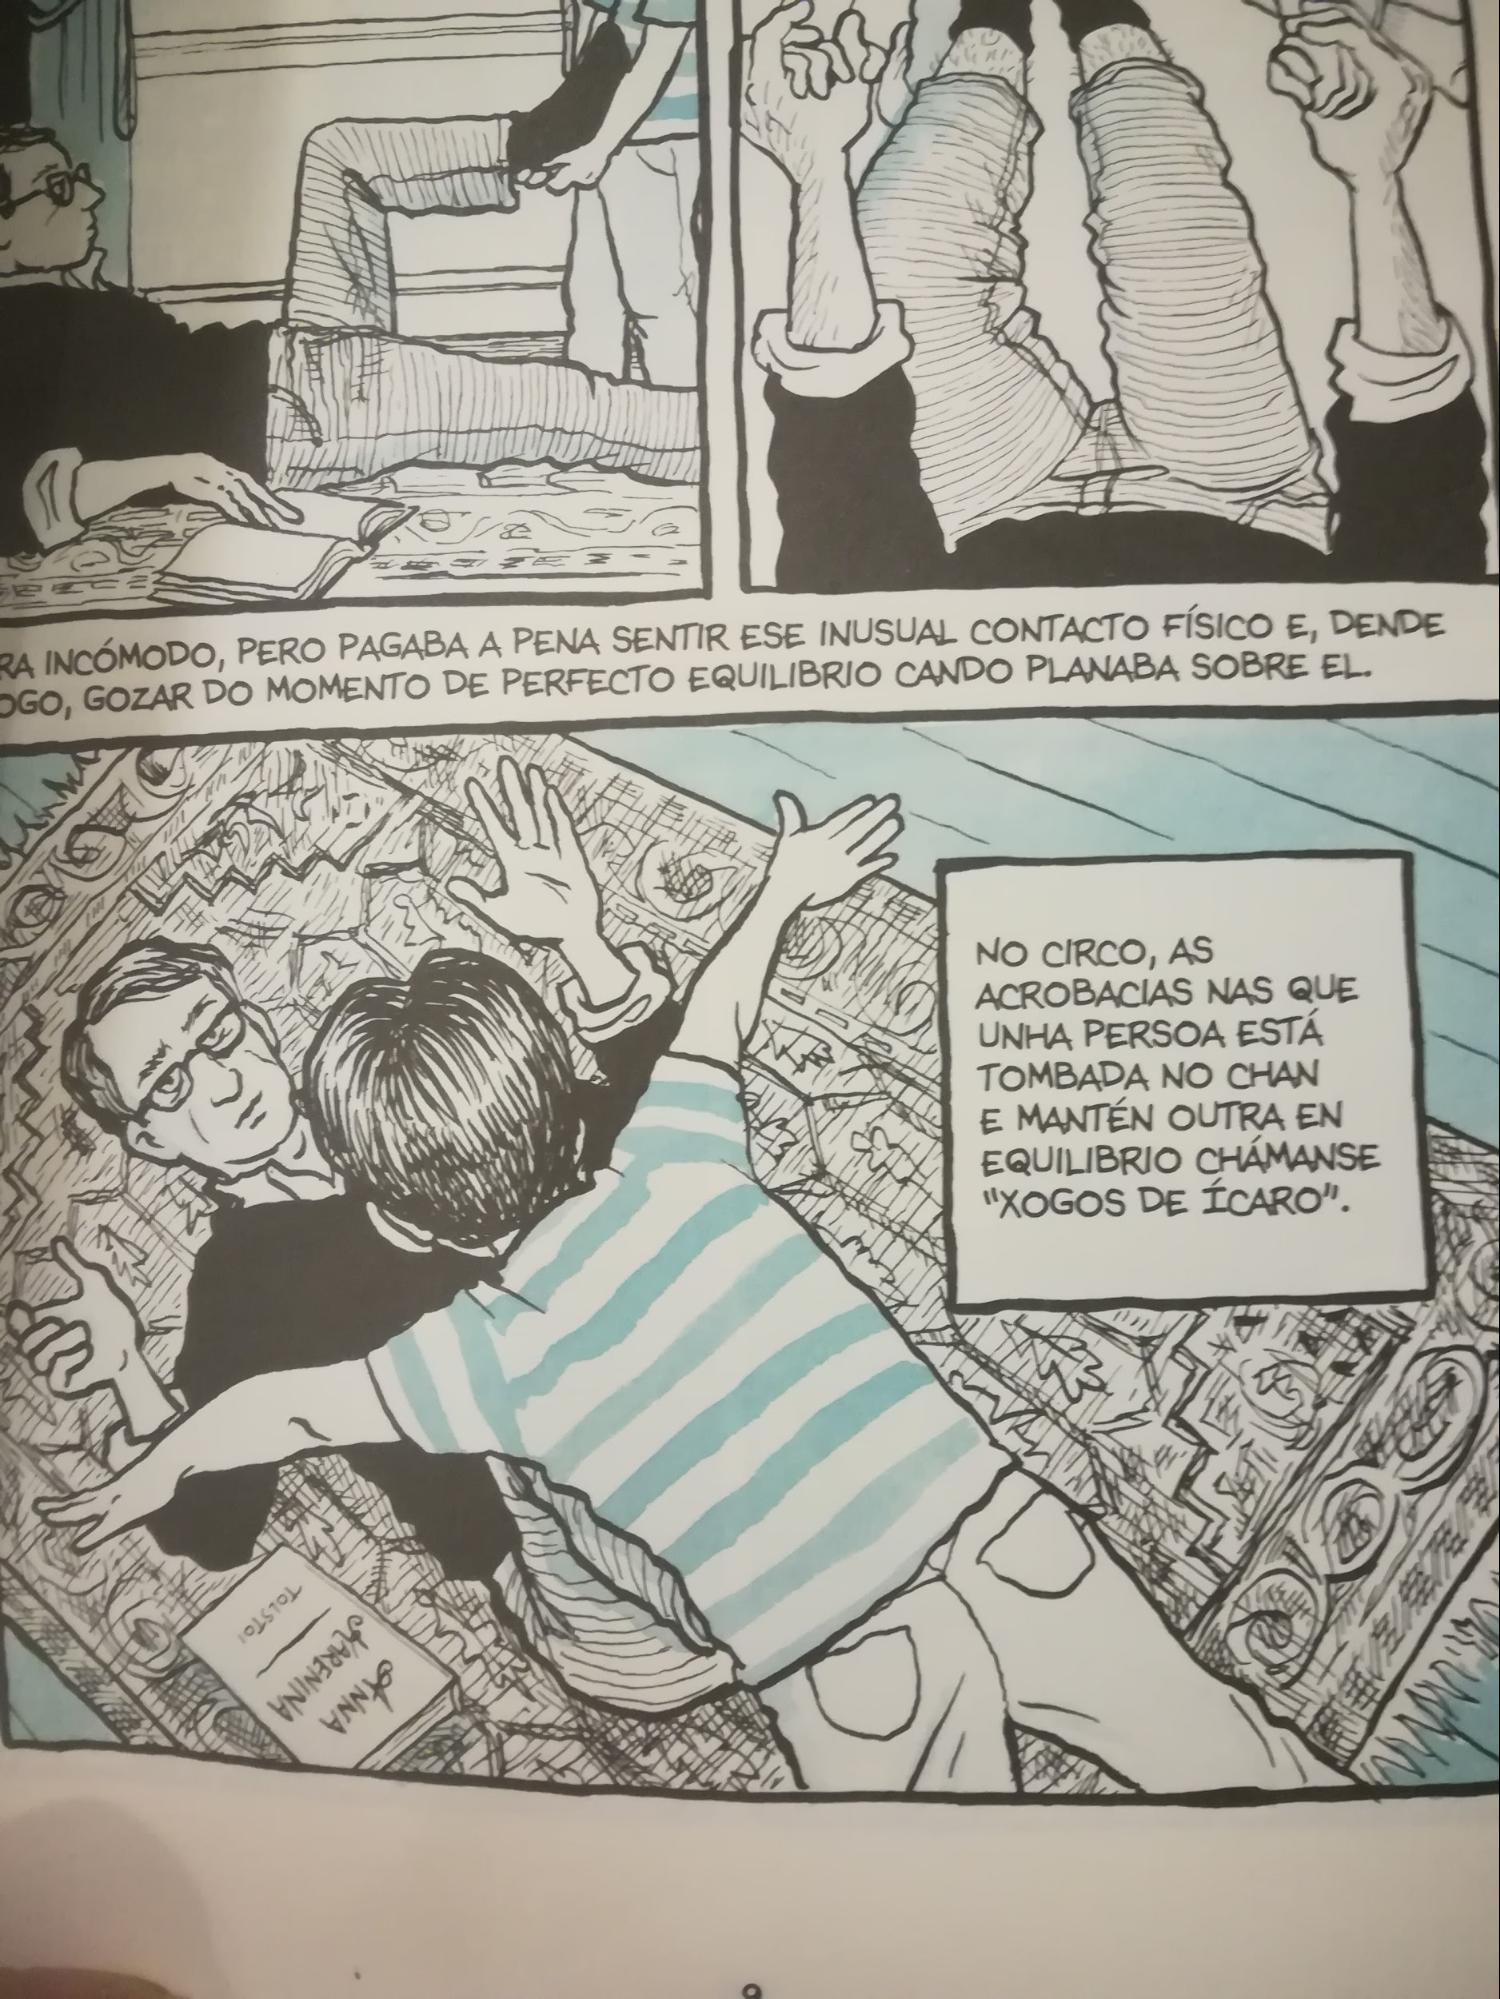 RA INCÓMODO, PERO PAGABA A PENA SENTIR ESE INUSUAL CONTACTO FÍSICO E, DENDE
OGO, GOZAR DO MOMENTO DE PERFECTO EQUILIBRIO CANDO PLANABA SOBRE EL.
NO CIRCO, AS
ACROBACIAS NAS QUE
UNHA PERSOA ESTÁ
TOMBADA NO CHAN
E MANTÉN OUTRA EN
EQUILIBRIO CHÁMANSE
"XOGOS DE ÍCARO".
ANNA
KARENINA
TOLSTOI
9